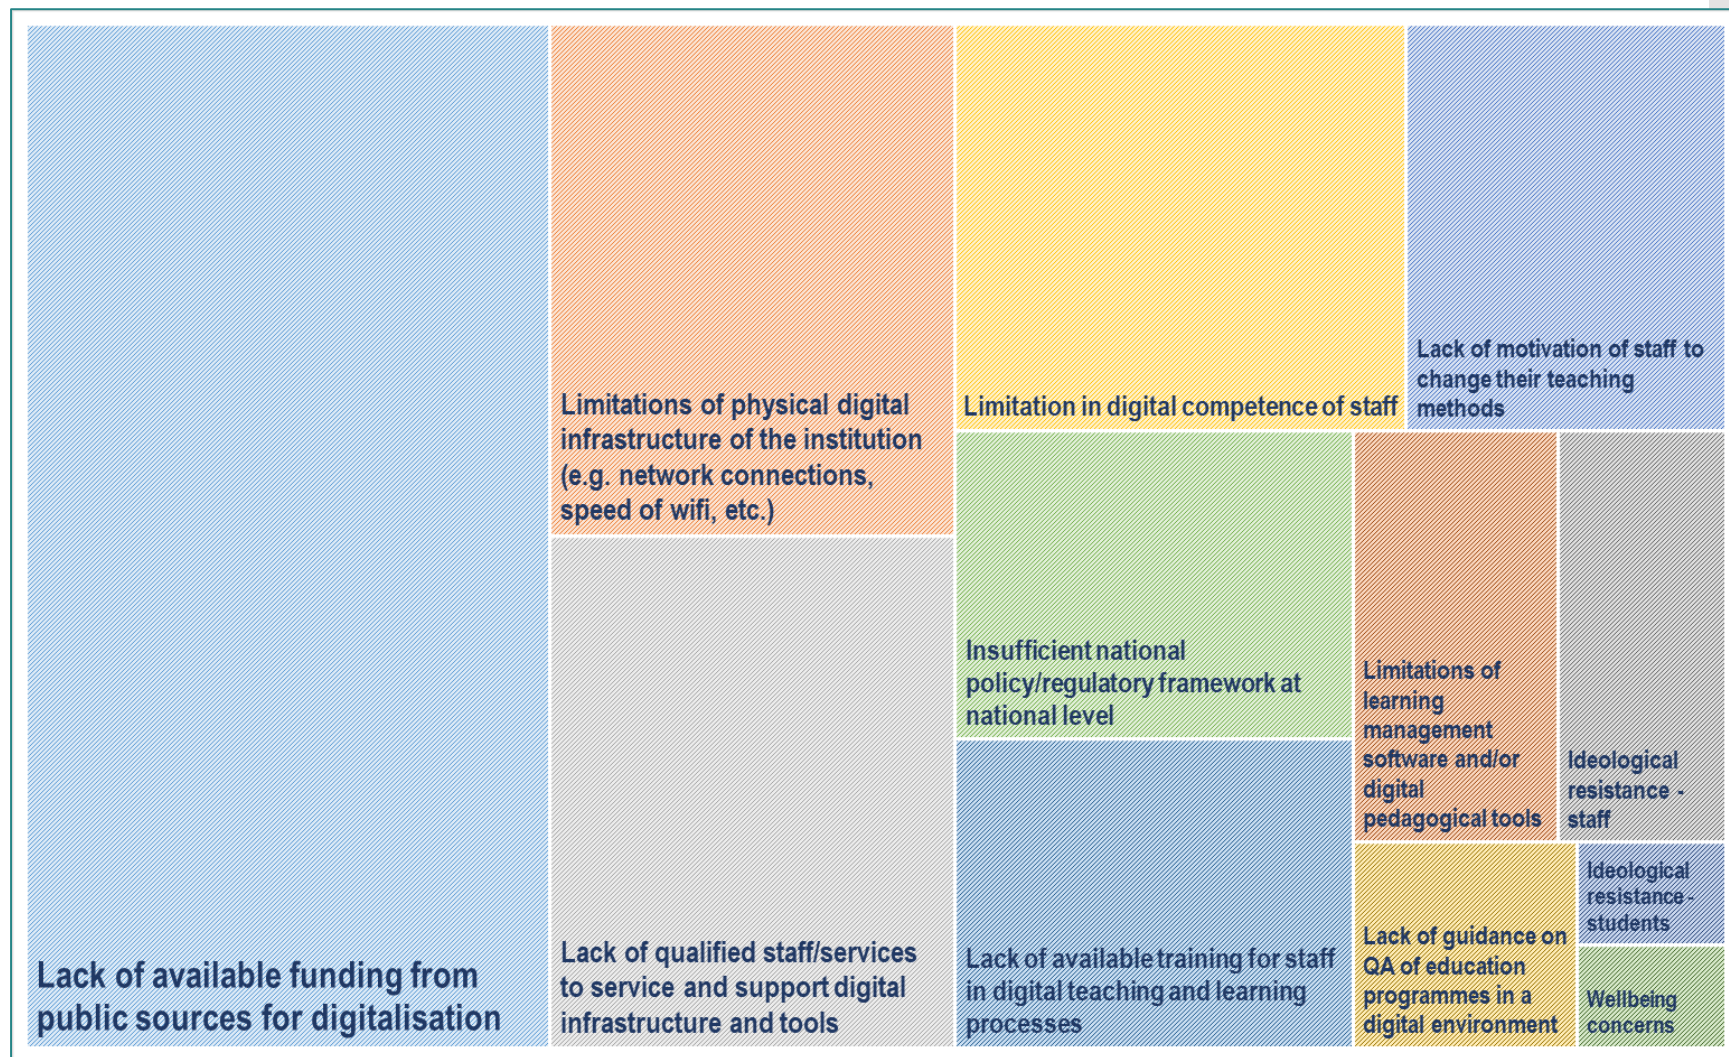 Lack of available funding from
public sources for digitalisation
Limitations of physical digital
infrastructure of the institution
(e.g. network connections,
speed of wifi, etc.)
Lack of qualified staff/services
to service and support digital
infrastructure and tools
Limitation in digital competence of staff
Lack of motivation of staff to
change their teaching
methods
Insufficient national
policy/regulatory framework at
national level
Lack of available training for staff
in digital teaching and learning
processes
Limitations of
learning
management
software and/or
digital
pedagogical tools
Ideological
resistance -
staff
Lack of guidance on
QA of education
programmes in a
digital environment
Ideological
resistance -
students
Wellbeing
concerns